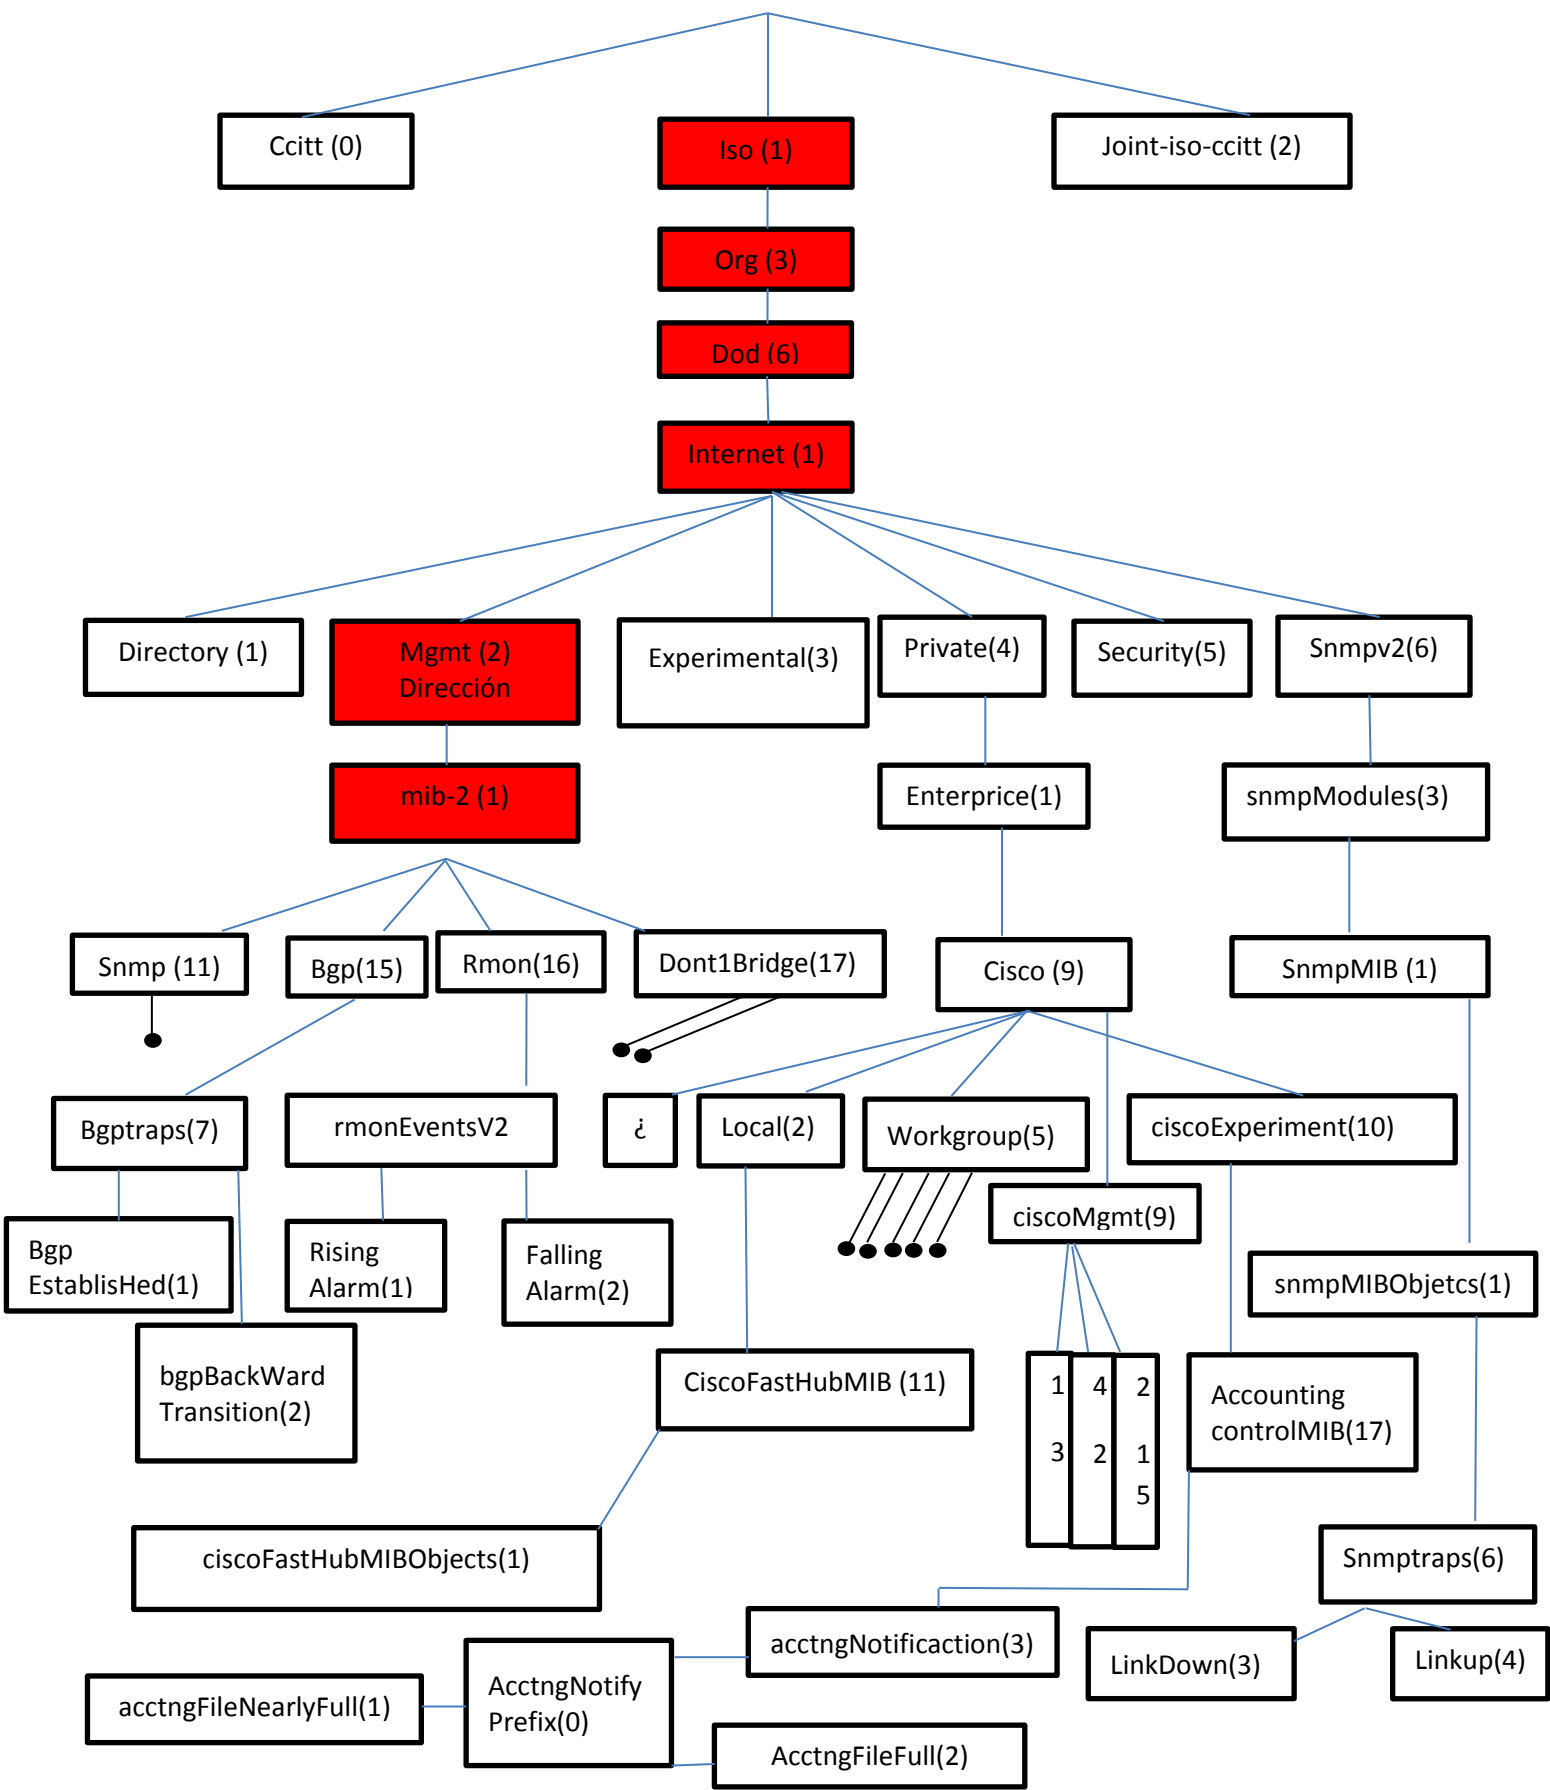 Ccitt (0)
Iso (1)
Joint-iso-ccitt (2)
Org (3)
Dod (6)
Internet (1)
Directory (1)
Mgmt (2)
Dirección
Experimental(3)
Private(4)
Security(5)
Snmpv2(6)
mib-2 (1)
Enterprice(1)
snmpModules(3)
Snmp (11)
Bgp(15)
Rmon(16)
Dont1Bridge(17)
Cisco (9)
SnmpMIB (1)
Bgptraps(7)
rmonEventsV2
¿
Local(2)
Workgroup(5)
ciscoExperiment(10)
ciscoMgmt(9)
Bgp
EstablisHed(1)
Rising
Alarm(1)
Falling
Alarm(2)
snmpMIBObjetcs(1)
bgpBackWard
Transition(2)
CiscoFastHubMIB (11)
1
3
4
2
2
1
5
Accounting
controlMIB(17)
ciscoFastHubMIBObjects(1)
Snmptraps(6)
acctngNotificaction(3)
LinkDown(3)
Linkup(4)
AcctngNotify
Prefix(0)
acctngFileNearlyFull(1)
AcctngFileFull(2)